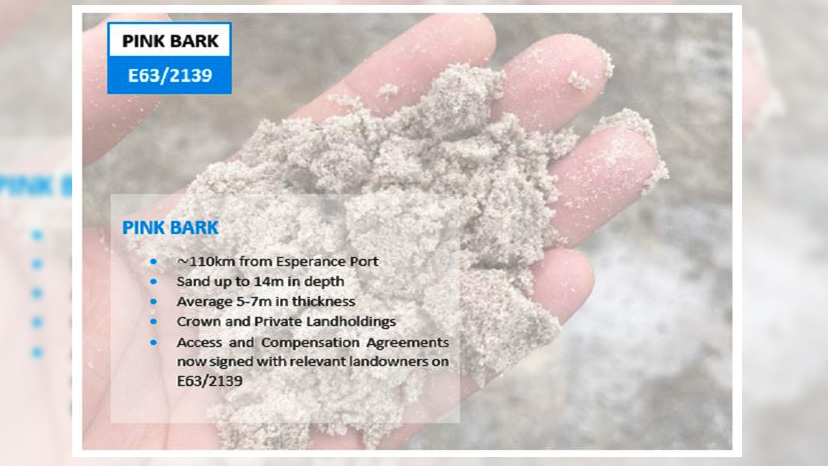 PINK BARK
E63/2139
PINK B
PINK BARK
• ~110km from Esperance Port
• Sand up to 14m in depth
• Average 5-7m in thickness
• Crown and Private Landholdings
• Access and Compensation Agreements
now signed with relevant landowners on
E63/2139